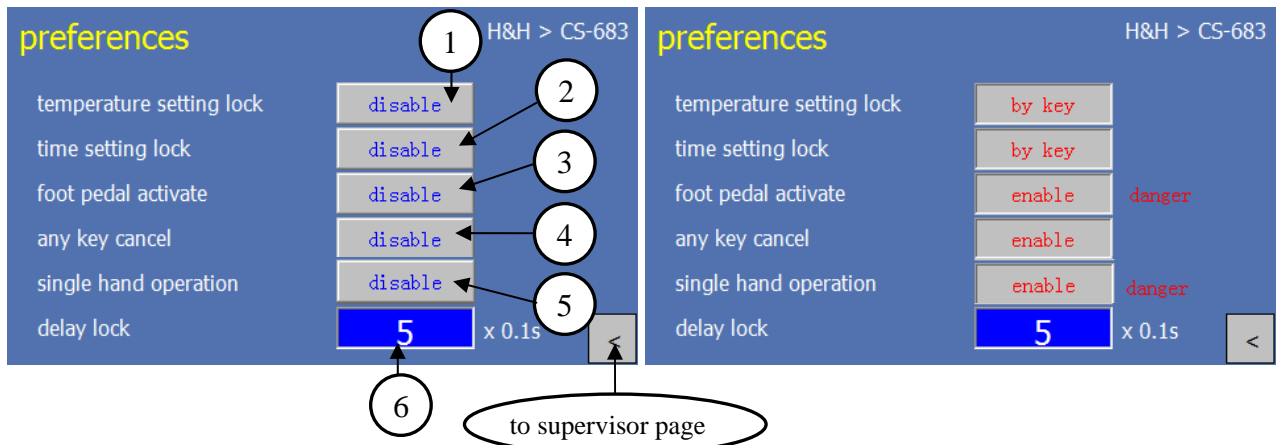 preferences
H&H > CS-683
1
temperature setting lock
disable
2
time setting lock
disable
3
foot pedal activate
disable
any key cancel
disable
4
single hand operation
disable
5
delay lock
5
x 0.1s
<
6
to supervisor page
preferences
H&H > CS-683
temperature setting lock
by key
time setting lock
by key
foot pedal activate
enable
danger
any key cancel
enable
single hand operation
enable
danger
delay lock
5
x 0.1s
<